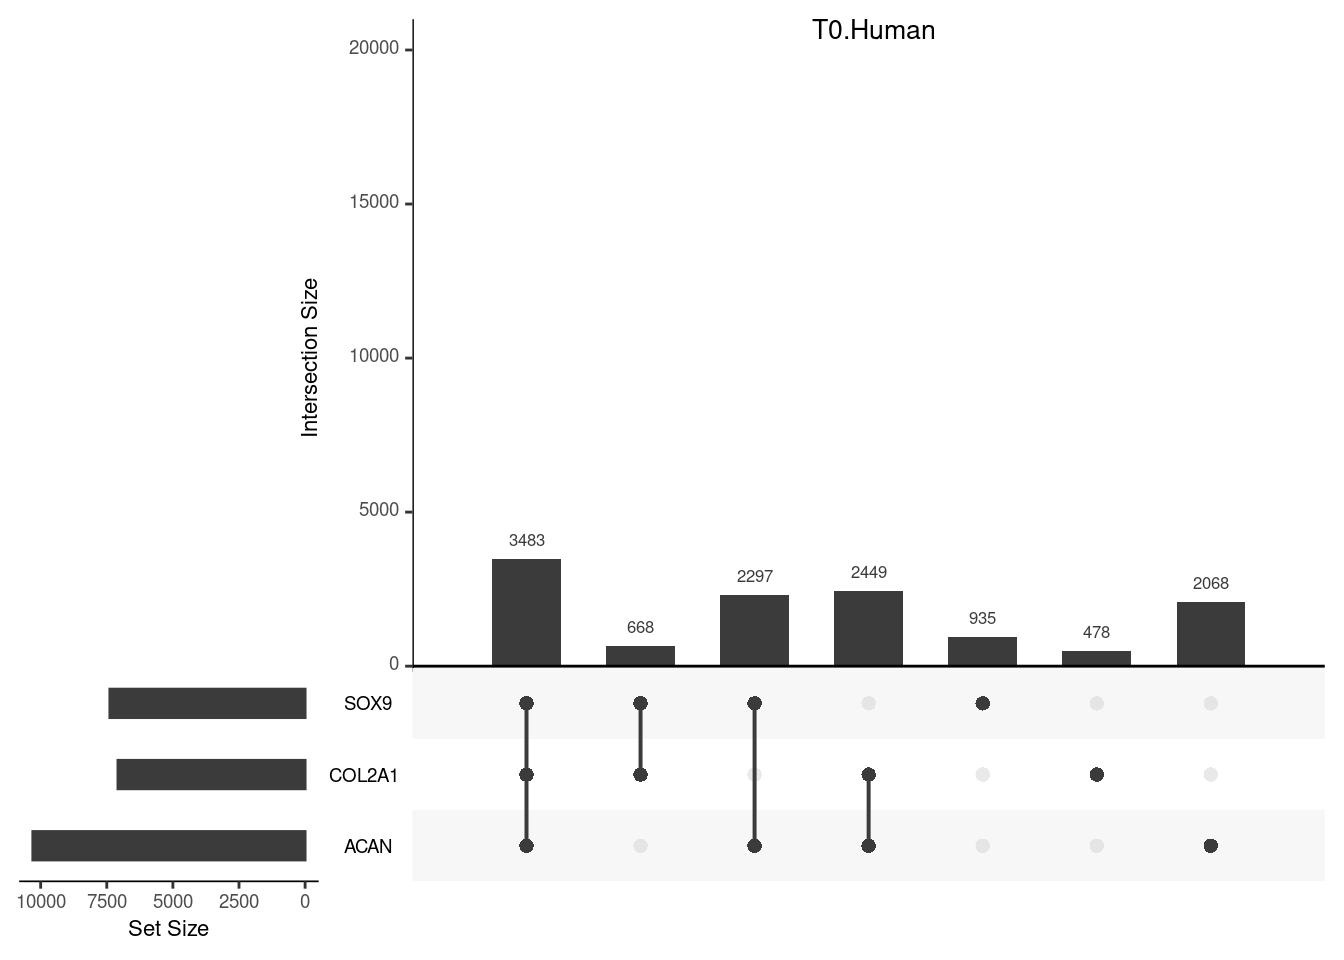 T0.Human
20000
15000
10000
5000
0
Intersection Size
3483
668
2297
2449
935
478
2068
SOX9
COL2A1
ACAN
10000 7500 5000 2500 0
Set Size